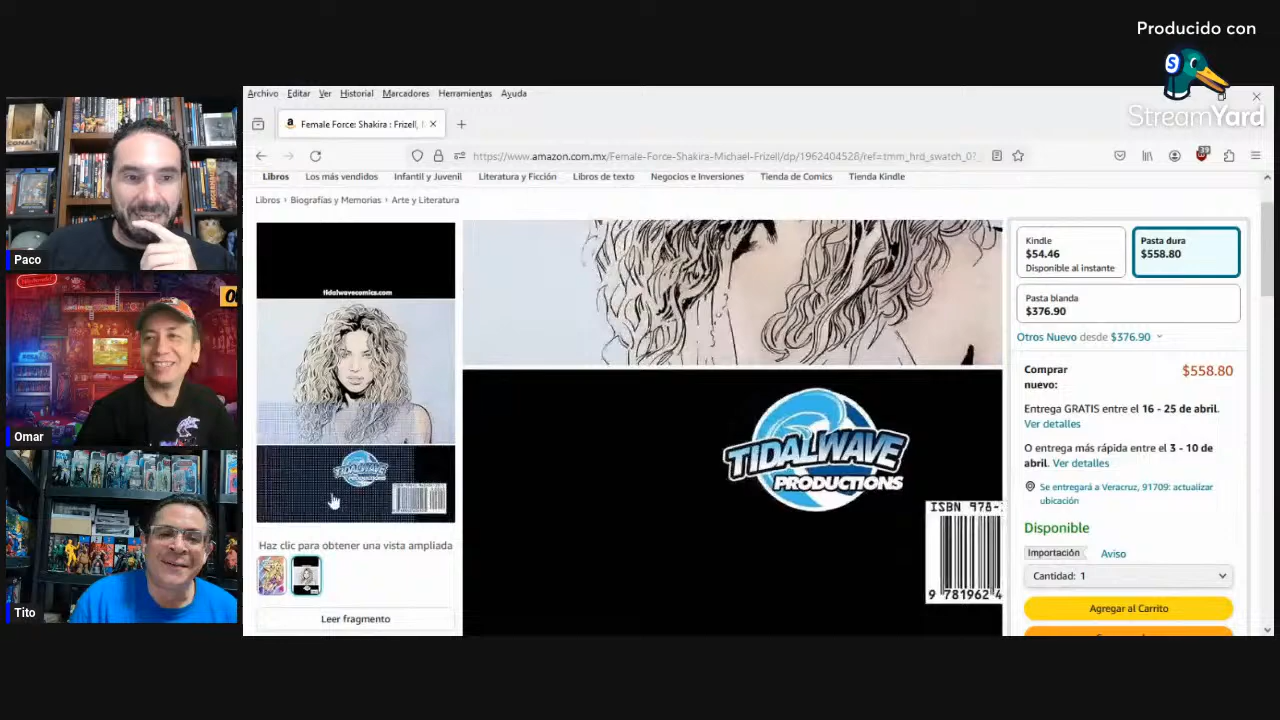 Producido con
StreamYard
Archivo Editar Ver Historial Marcadores Herramientas Ayuda
Female Force: Shakira : Frizell,
https://www.amazon.com.mx/Female-Force-Shakira-Michael-Frizell/dp/1962404528/ref=tmm_hrd_swatch_0?
Libros Los más vendidos Infantil y Juvenil Literatura y Ficción Libros de texto Negocios e Inversiones Tienda de Comics Tienda Kindle
Libros › Biografías y Memorias › Arte y Literatura
CONAN
Paco
Omar
Tito
tidalwavecomics.com
TIDALWAVE
PRODUCTIONS
Haz clic para obtener una vista ampliada
Leer fragmento
TIDALWAVE
PRODUCTIONS
ISBN 978-
9 781962 4
Kindle
$54.46
Disponible al instante
Pasta dura
$558.80
Pasta blanda
$376.90
Otros Nuevo desde $376.90
Comprar nuevo: $558.80
Entrega GRATIS entre el 16 - 25 de abril.
Ver detalles
O entrega más rápida entre el 3 - 10 de
abril. Ver detalles
Se entregará a Veracruz, 91709: actualizar
ubicación
Disponible
Importación Aviso
Cantidad: 1
Agregar al Carrito